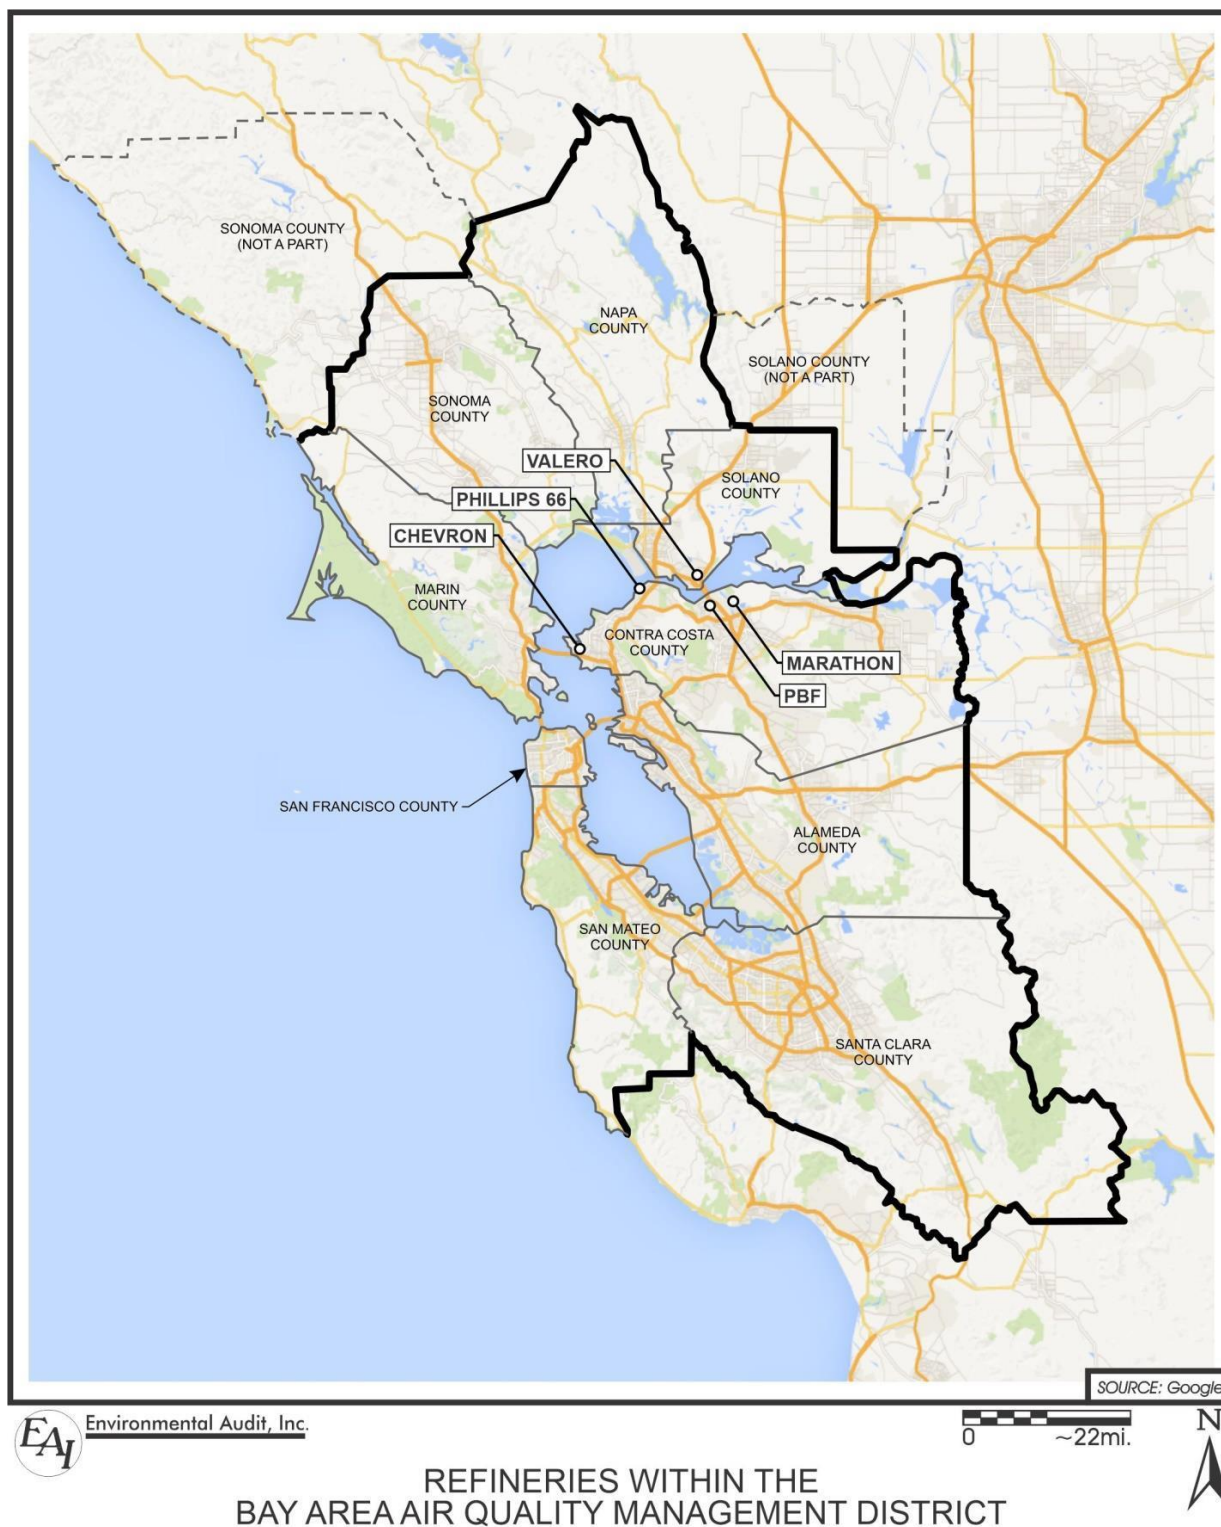 SONOMA COUNTY
(NOT A PART)
NAPA
COUNTY
SOLANO COUNTY
(NOT A PART)
SONOMA
COUNTY
VALERO
SOLANO
COUNTY
PHILLIPS 66
CHEVRON
MARIN
COUNTY
CONTRA COSTA
COUNTY
MARATHON
PBF
SAN FRANCISCO COUNTY
ALAMEDA
COUNTY
SAN MATEO
COUNTY
SANTA CLARA
COUNTY
SOURCE: Google
EAI
Environmental Audit, Inc.
0 ~22mi.
N
REFINERIES WITHIN THE
BAY AREA AIR QUALITY MANAGEMENT DISTRICT